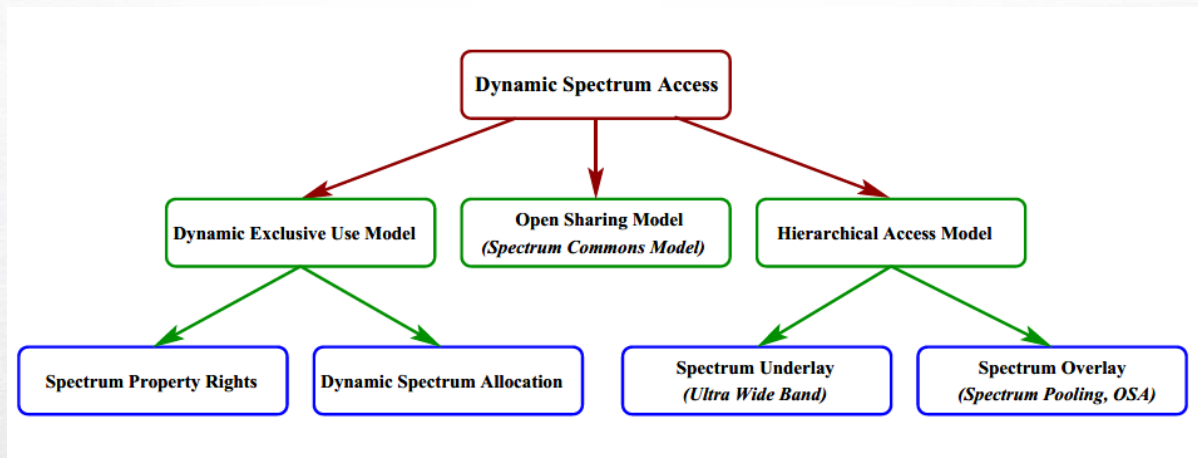 Dynamic Spectrum Access
Dynamic Exclusive Use Model
Open Sharing Model
(Spectrum Commons Model)
Hierarchical Access Model
Spectrum Property Rights
Dynamic Spectrum Allocation
Spectrum Underlay
(Ultra Wide Band)
Spectrum Overlay
(Spectrum Pooling, OSA)